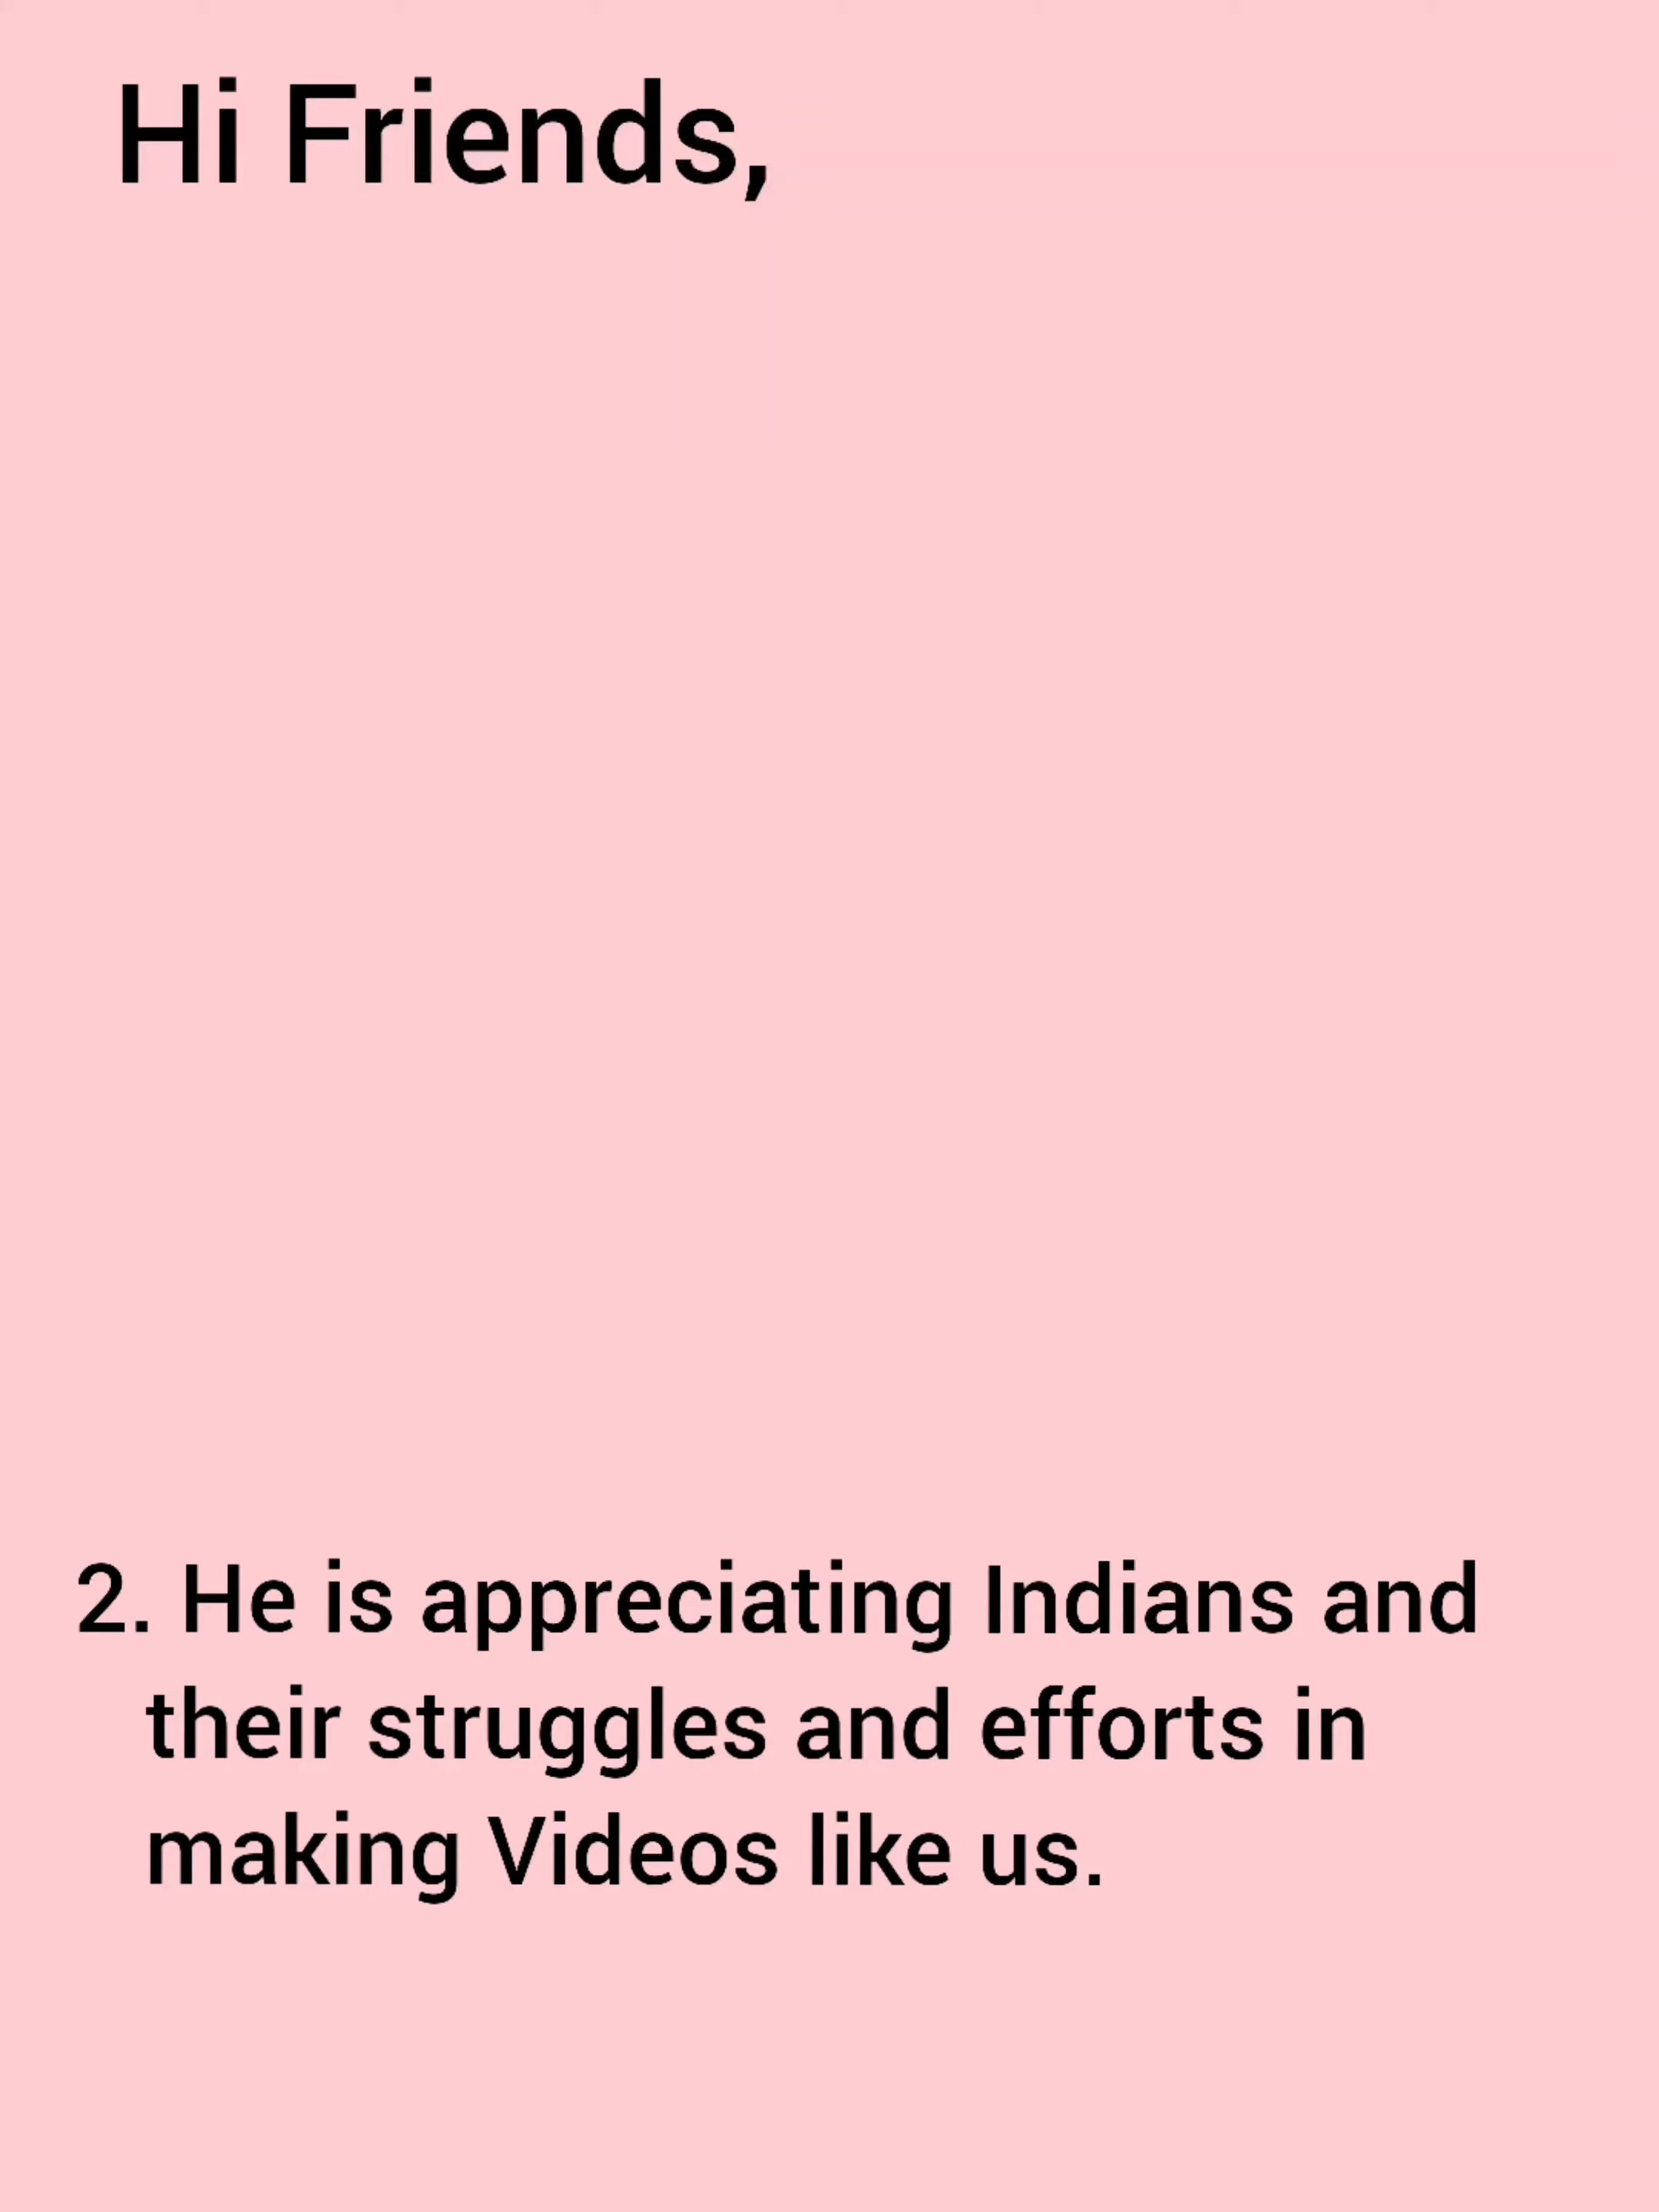 Hi Friends,
2. He is appreciating Indians and
their struggles and efforts in
making Videos like us.